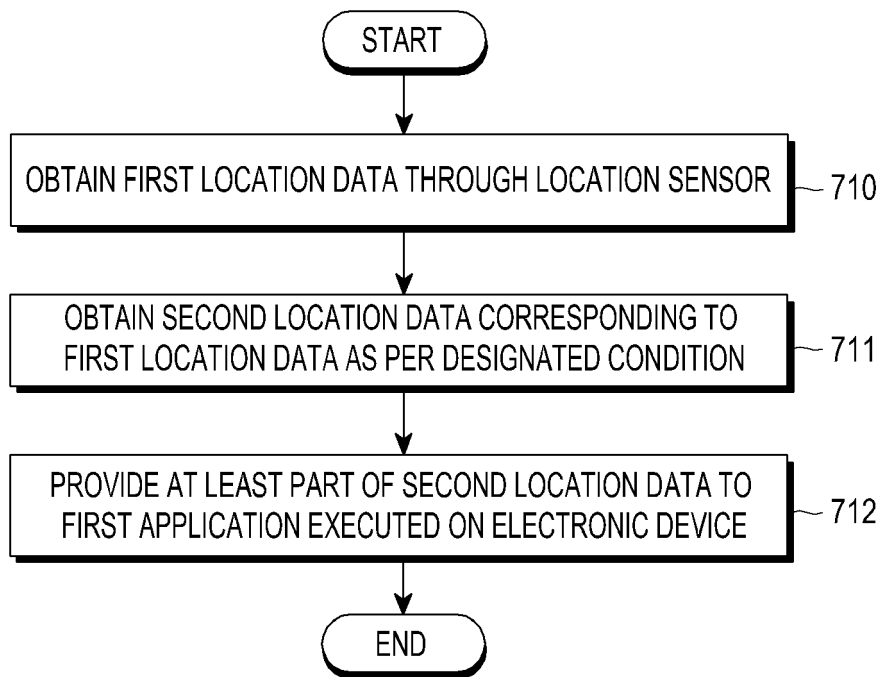 START
OBTAIN FIRST LOCATION DATA THROUGH LOCATION SENSOR
710
OBTAIN SECOND LOCATION DATA CORRESPONDING TO
FIRST LOCATION DATA AS PER DESIGNATED CONDITION
711
PROVIDE AT LEAST PART OF SECOND LOCATION DATA TO
FIRST APPLICATION EXECUTED ON ELECTRONIC DEVICE
712
END